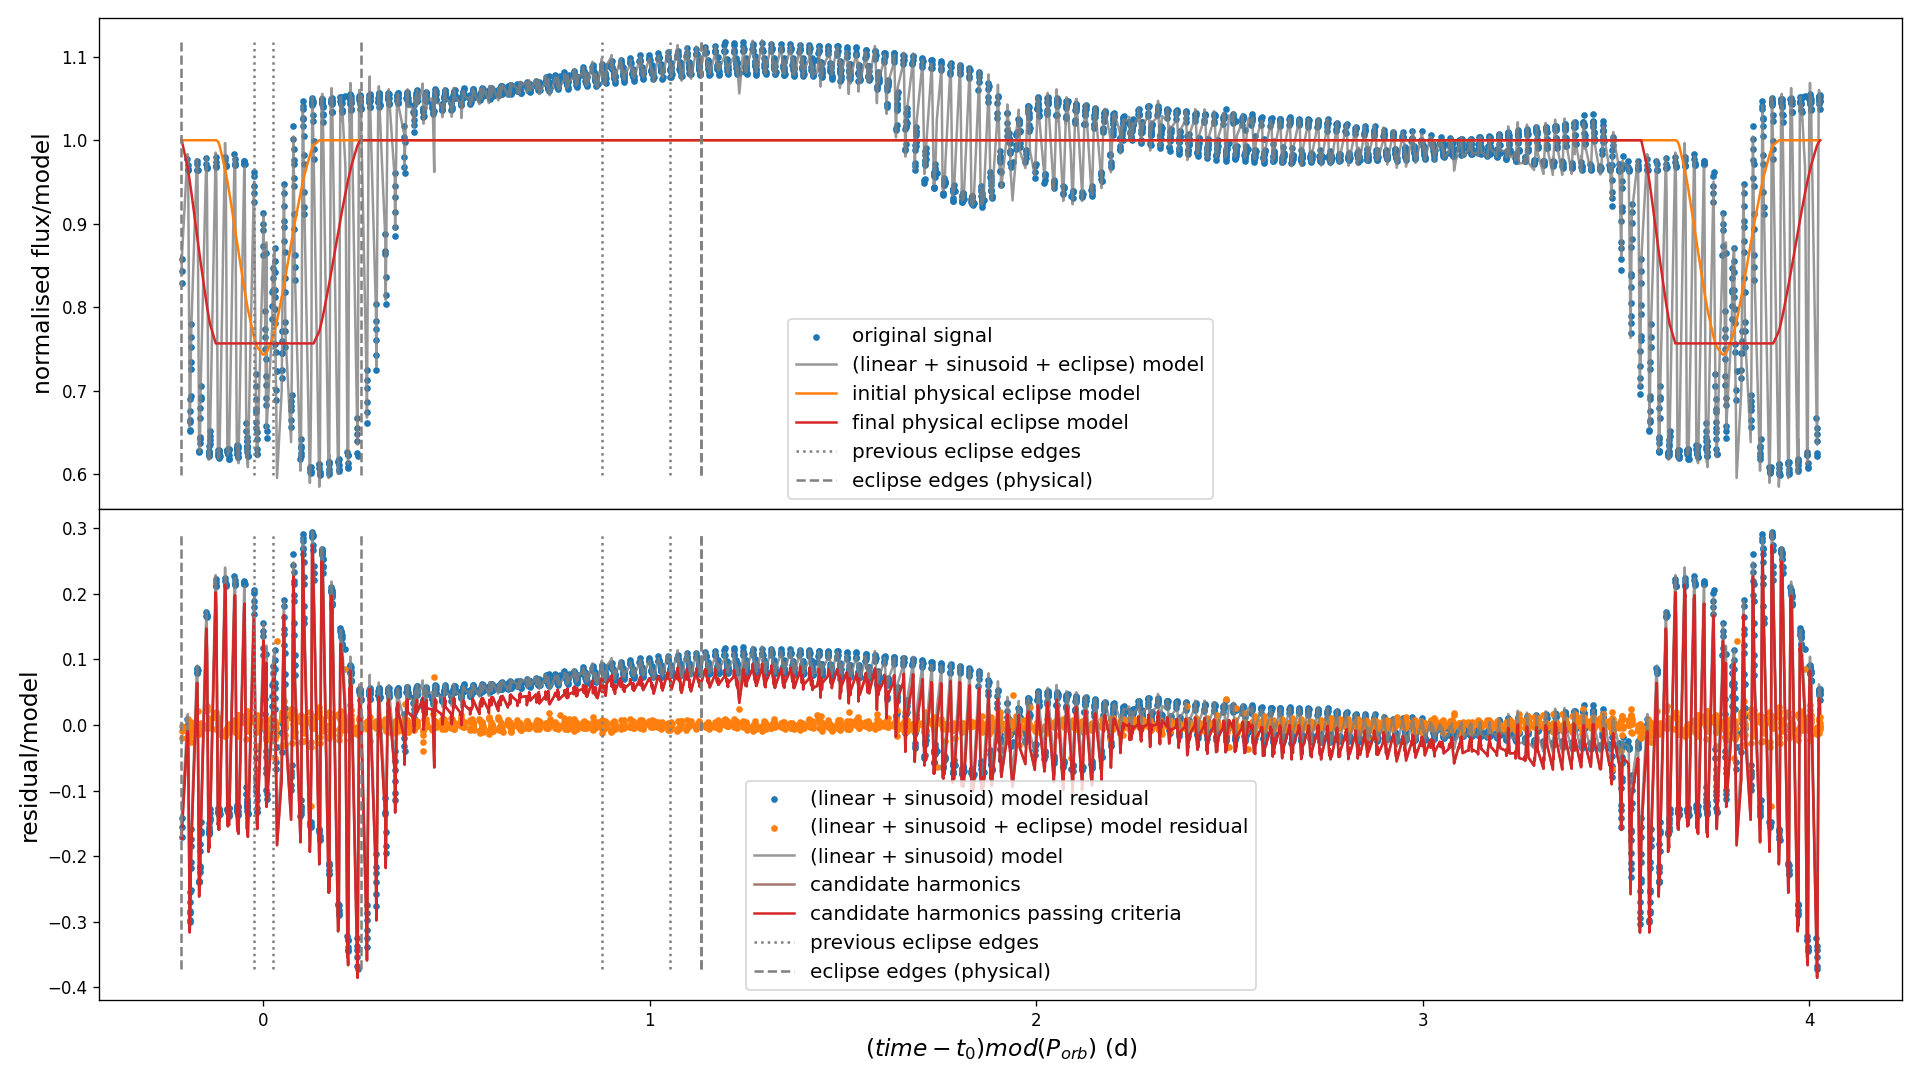 normalised flux/model
1.1
1.0
0.9
0.8
0.7
0.6
original signal
(linear + sinusoid + eclipse) model
initial physical eclipse model
final physical eclipse model
previous eclipse edges
eclipse edges (physical)
residual/model
0.3
0.2
0.1
0.0
−0.1
−0.2
−0.3
−0.4
(linear + sinusoid) model residual
(linear + sinusoid + eclipse) model residual
(linear + sinusoid) model
candidate harmonics
candidate harmonics passing criteria
previous eclipse edges
eclipse edges (physical)
0 1 2 3 4
(time − t₀)mod(P_orb) (d)